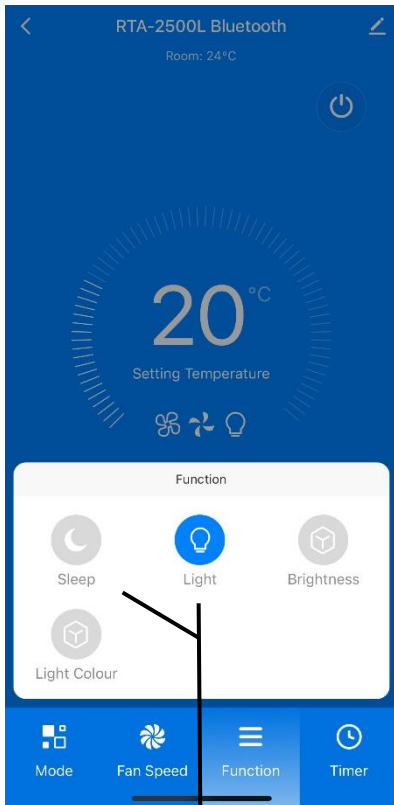 RTA-2500L Bluetooth
Room: 24°C
20°C
Setting Temperature
Function
Sleep Light Brightness
Light Colour
Mode Fan Speed Function Timer